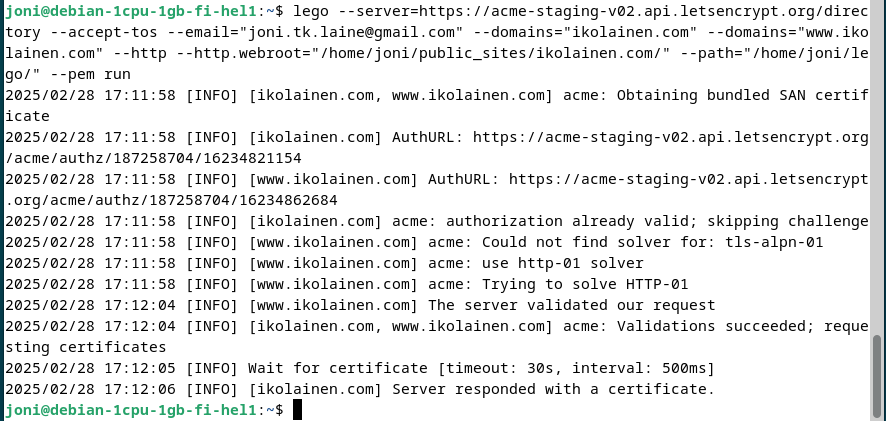 joni@debian-1cpu-1gb-fi-hel1:~$ lego --server=https://acme-staging-v02.api.letsencrypt.org/direc
tory --accept-tos --email="joni.tk.laine@gmail.com" --domains="ikolainen.com" --domains="www.iko
lainen.com" --http --http.webroot="/home/joni/public_sites/ikolainen.com/" --path="/home/joni/le
go/" --pem run
2025/02/28 17:11:58 [INFO] [ikolainen.com, www.ikolainen.com] acme: Obtaining bundled SAN certif
icate
2025/02/28 17:11:58 [INFO] [ikolainen.com] AuthURL: https://acme-staging-v02.api.letsencrypt.org
/acme/authz/187258704/16234821154
2025/02/28 17:11:58 [INFO] [www.ikolainen.com] AuthURL: https://acme-staging-v02.api.letsencrypt
.org/acme/authz/187258704/16234862684
2025/02/28 17:11:58 [INFO] [ikolainen.com] acme: authorization already valid; skipping challenge
2025/02/28 17:11:58 [INFO] [www.ikolainen.com] acme: Could not find solver for: tls-alpn-01
2025/02/28 17:11:58 [INFO] [www.ikolainen.com] acme: use http-01 solver
2025/02/28 17:11:58 [INFO] [www.ikolainen.com] acme: Trying to solve HTTP-01
2025/02/28 17:12:04 [INFO] [www.ikolainen.com] The server validated our request
2025/02/28 17:12:04 [INFO] [ikolainen.com, www.ikolainen.com] acme: Validations succeeded; reque
sting certificates
2025/02/28 17:12:05 [INFO] Wait for certificate [timeout: 30s, interval: 500ms]
2025/02/28 17:12:06 [INFO] [ikolainen.com] Server responded with a certificate.
joni@debian-1cpu-1gb-fi-hel1:~$